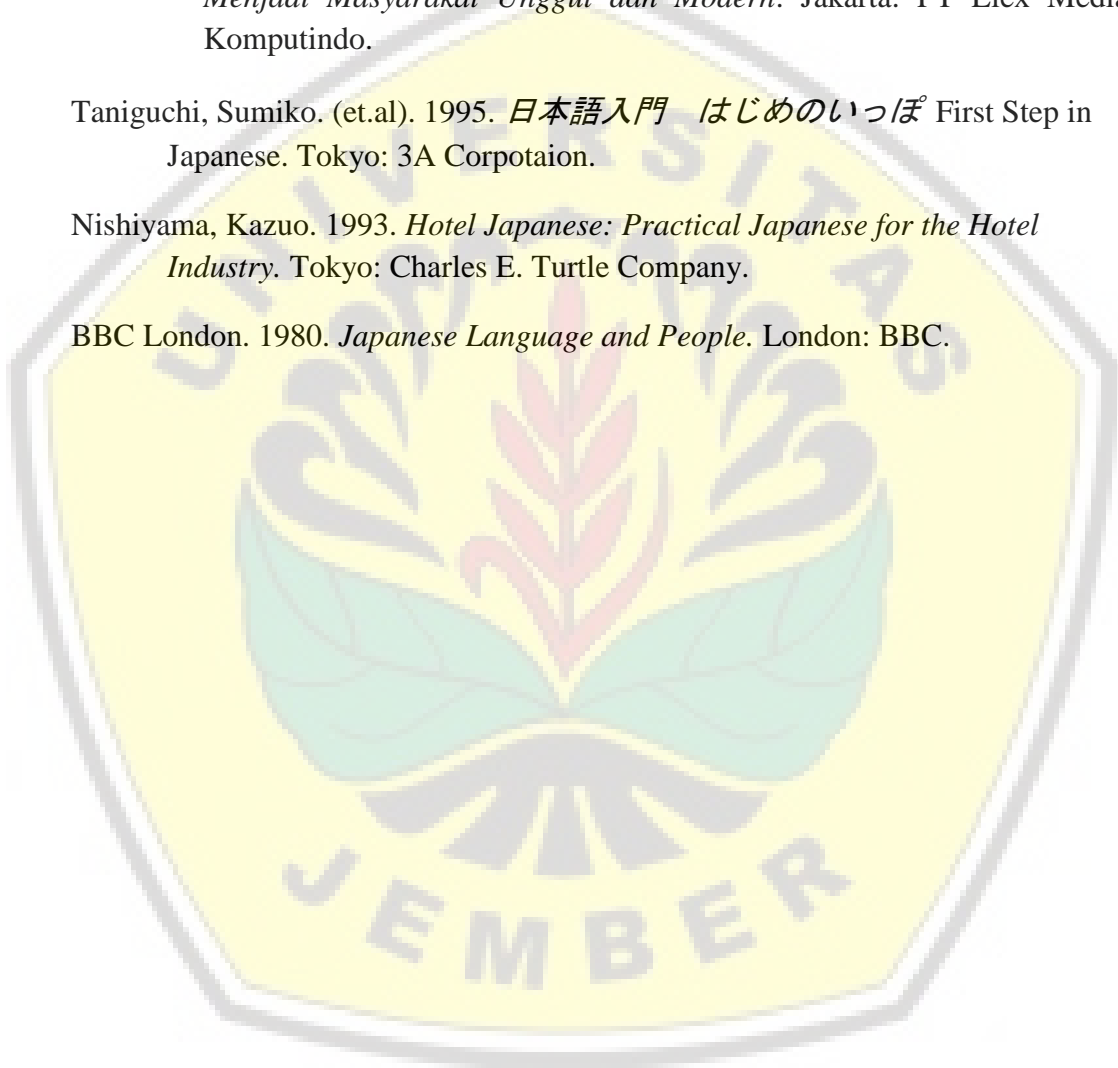 Menjadi Masyarakat Unggul dan Modern. Jakarta: PT Elex Media
Komputindo.
Taniguchi, Sumiko. (et.al). 1995. 日本語入門　はじめのいっぽ First Step in
Japanese. Tokyo: 3A Corpotaion.
Nishiyama, Kazuo. 1993. Hotel Japanese: Practical Japanese for the Hotel
Industry. Tokyo: Charles E. Turtle Company.
BBC London. 1980. Japanese Language and People. London: BBC.
UNIVERSITAS
JEMBER